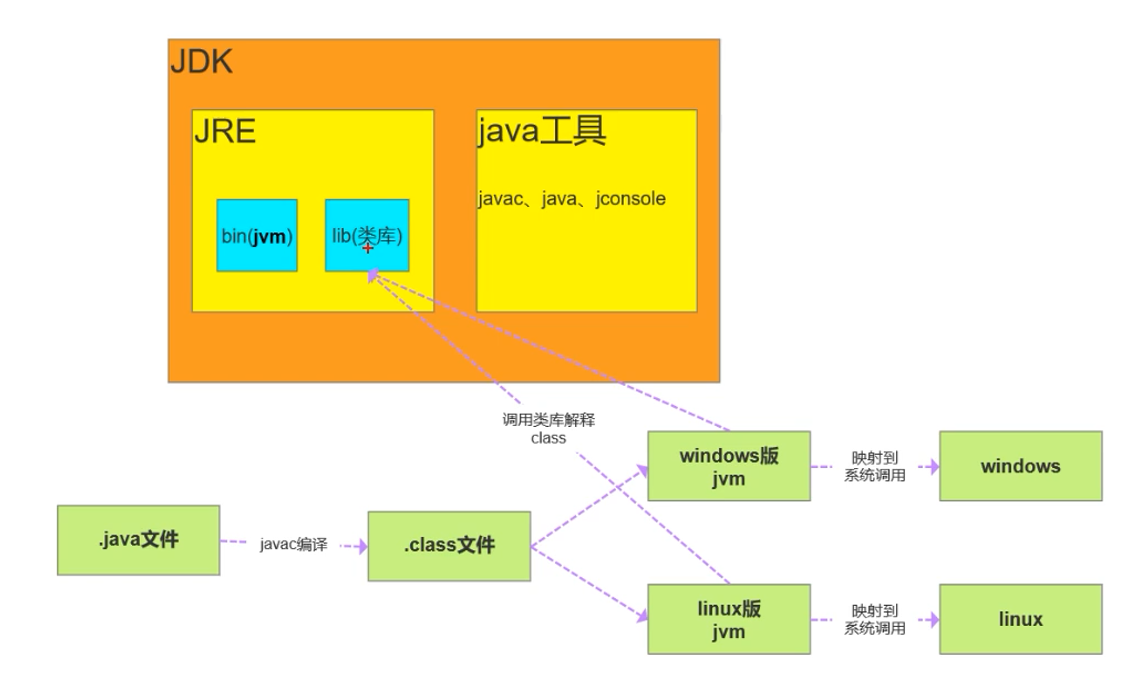 JDK
JRE
java工具
javac、java、jconsole
bin(jvm)
lib(类库)
调用类库解释
class
windows版
jvm
映射到
系统调用
windows
.java文件
javac编译
.class文件
linux版
jvm
映射到
系统调用
linux